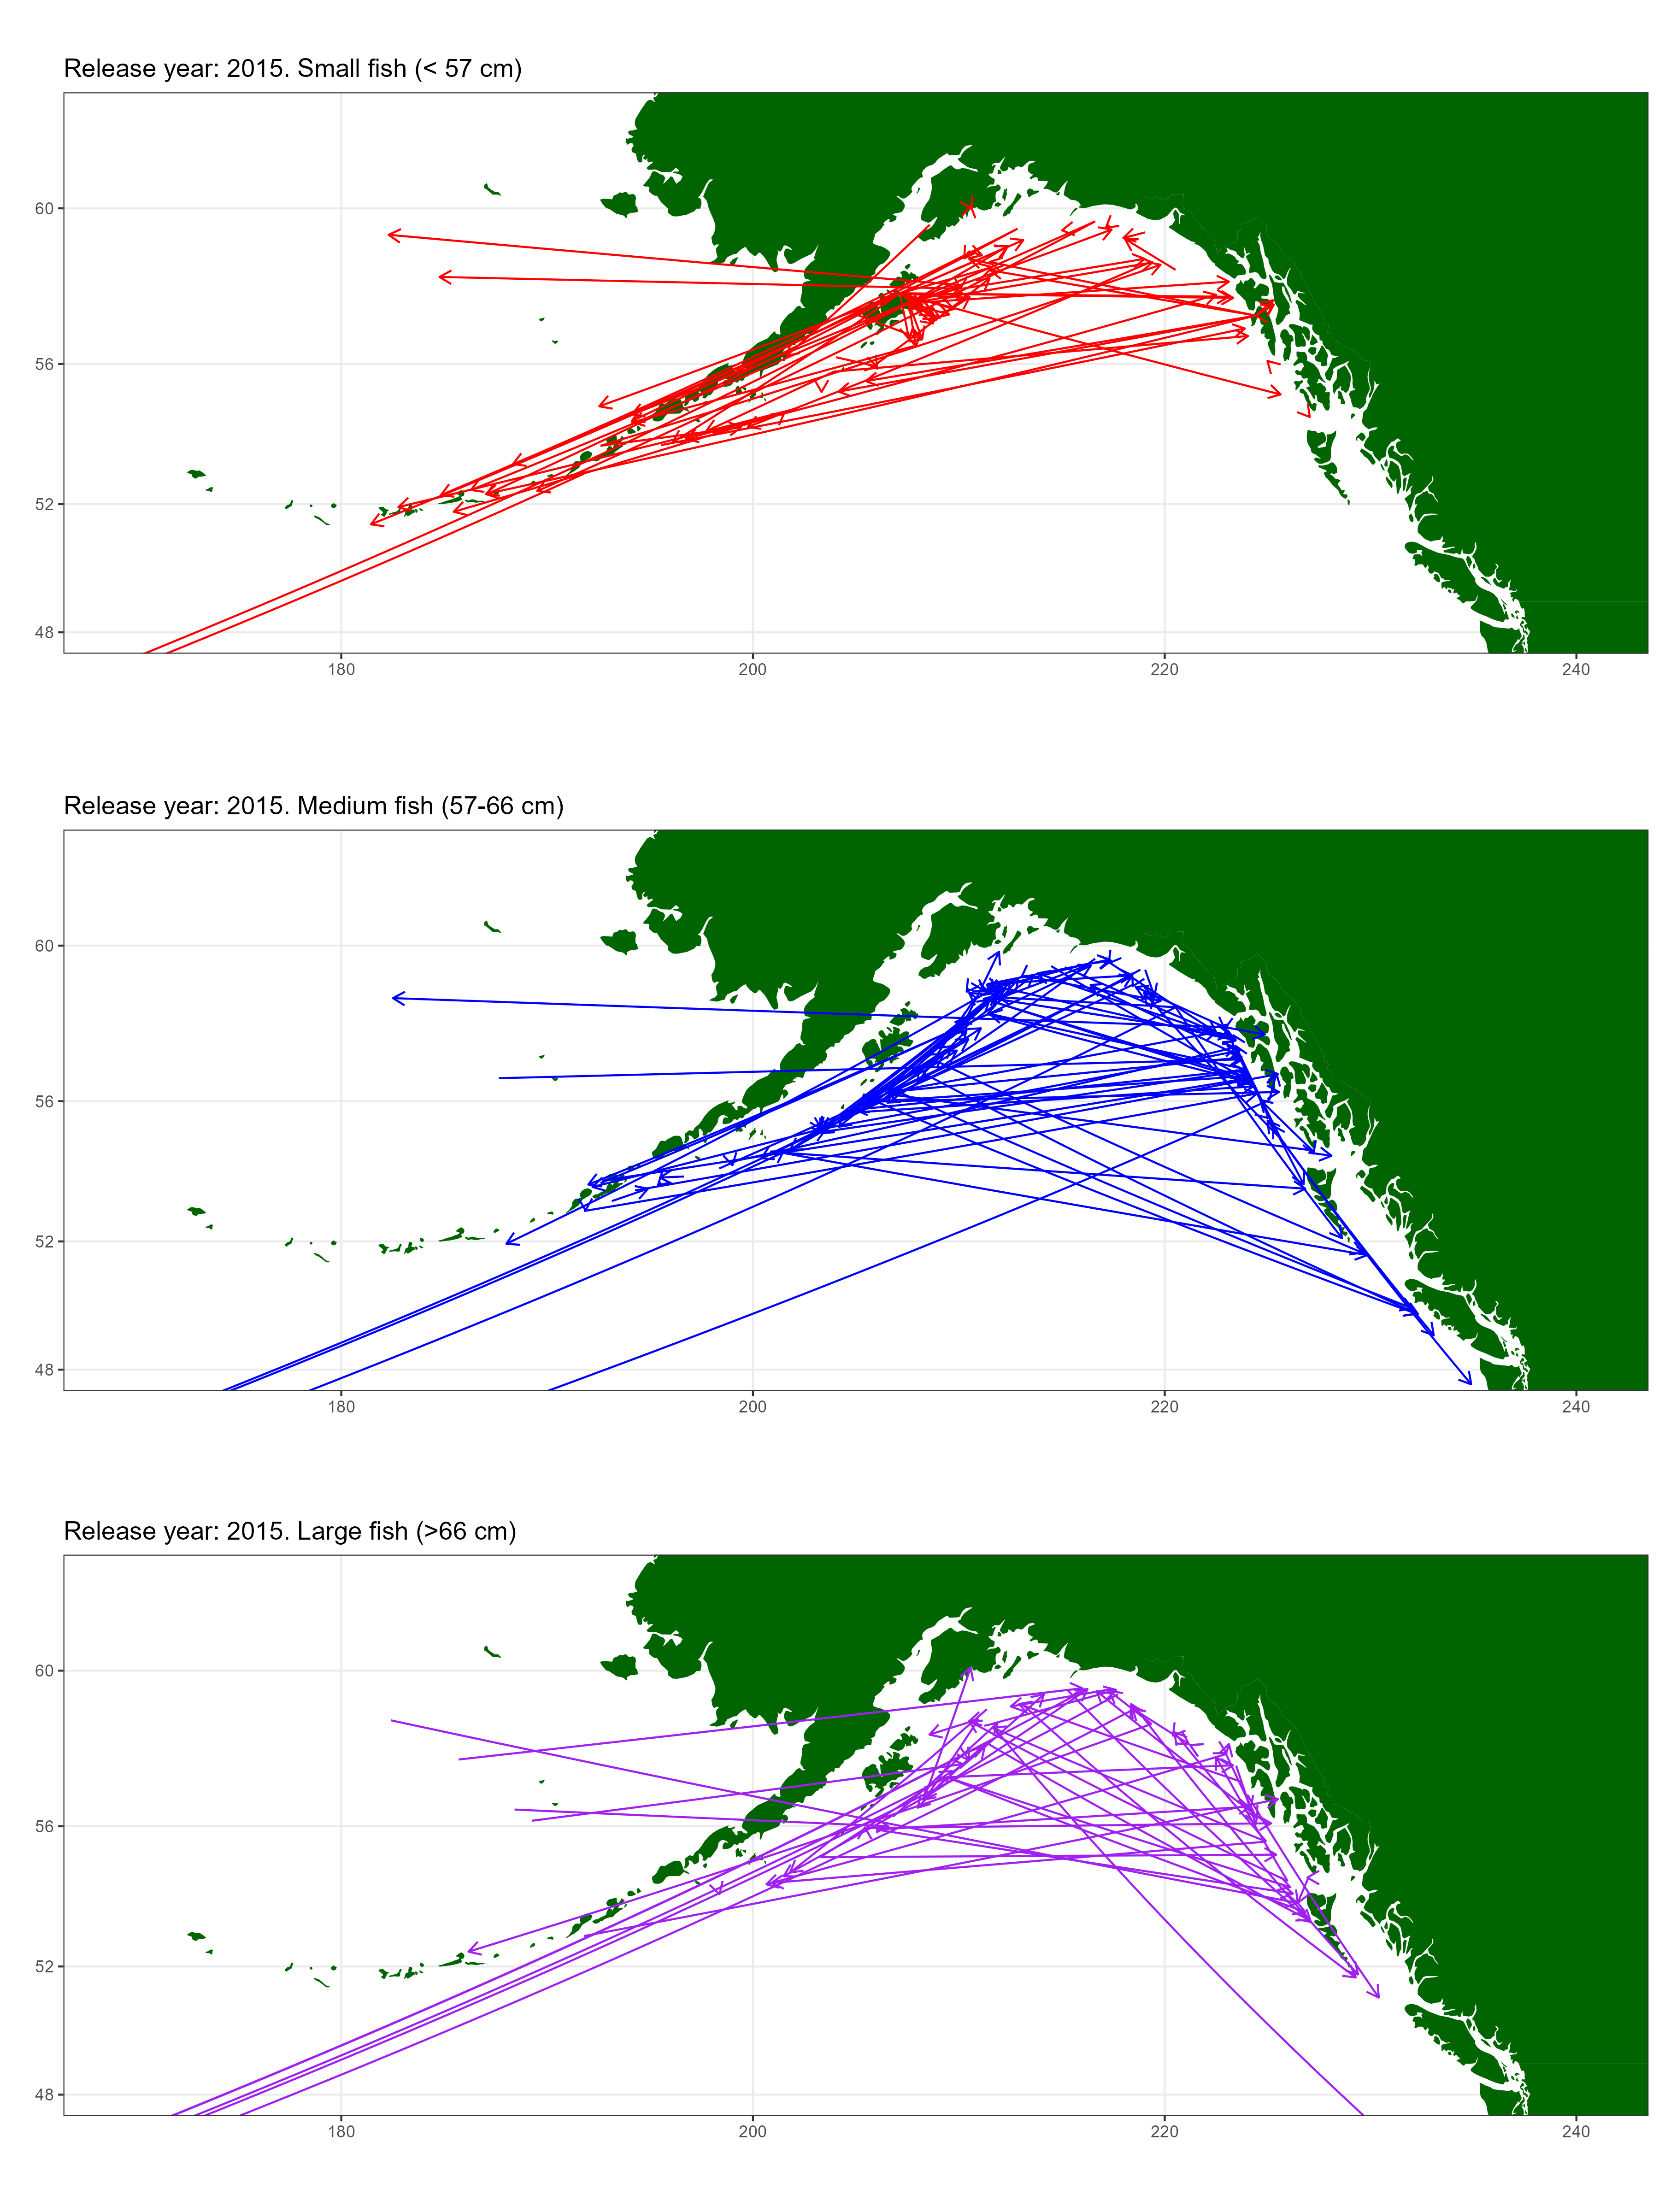 Release year: 2015. Small fish (< 57 cm)
60
56
52
48
180 200 220 240
Release year: 2015. Medium fish (57-66 cm)
60
56
52
48
180 200 220 240
Release year: 2015. Large fish (>66 cm)
60
56
52
48
180 200 220 240